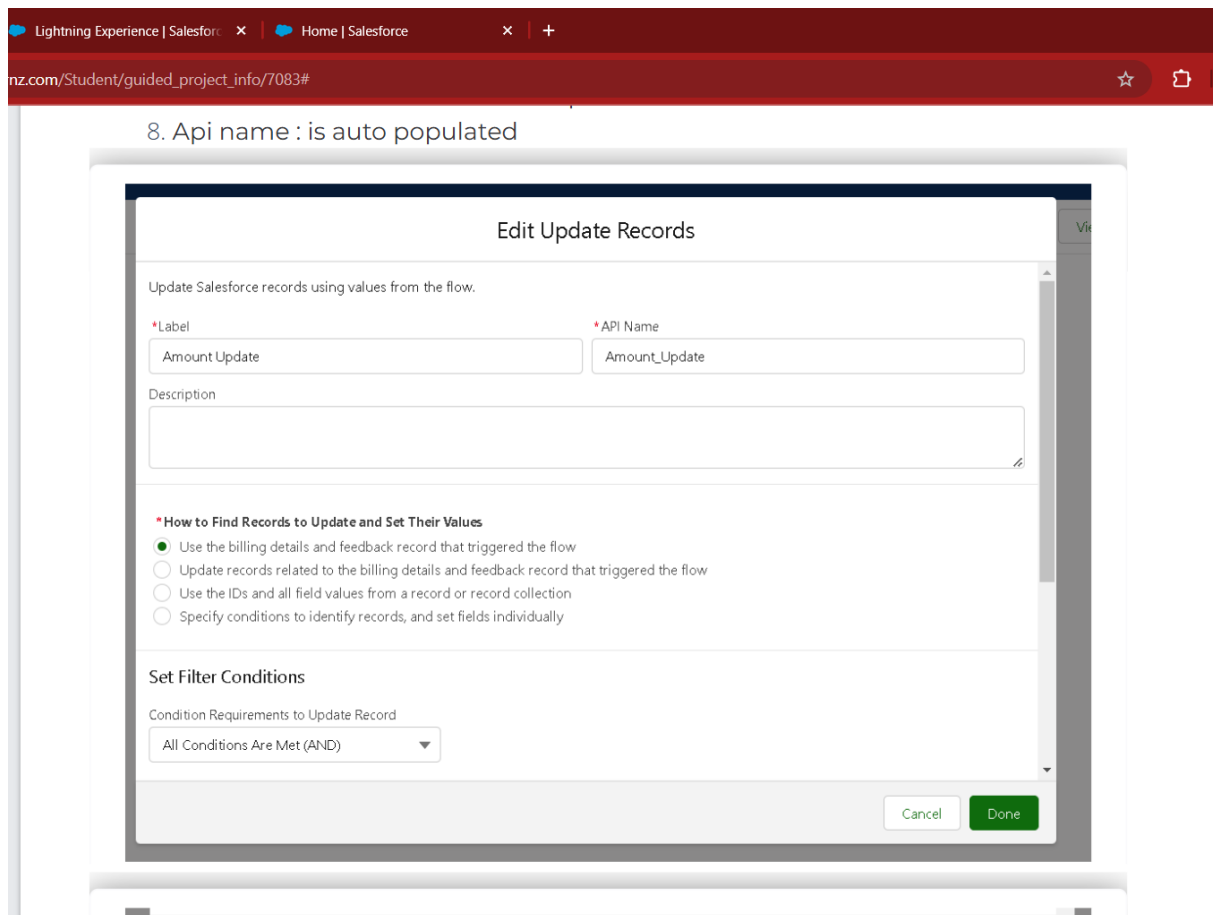 Lightning Experience | Salesforc
Home | Salesforce
rnz.com/Student/guided_project_info/7083#
8. Api name : is auto populated
Edit Update Records
Vie
Update Salesforce records using values from the flow.
*Label
*API Name
Amount Update
Amount_Update
Description
*How to Find Records to Update and Set Their Values
Use the billing details and feedback record that triggered the flow
Update records related to the billing details and feedback record that triggered the flow
Use the IDs and all field values from a record or record collection
Specify conditions to identify records, and set fields individually
Set Filter Conditions
Condition Requirements to Update Record
All Conditions Are Met (AND)
Cancel
Done